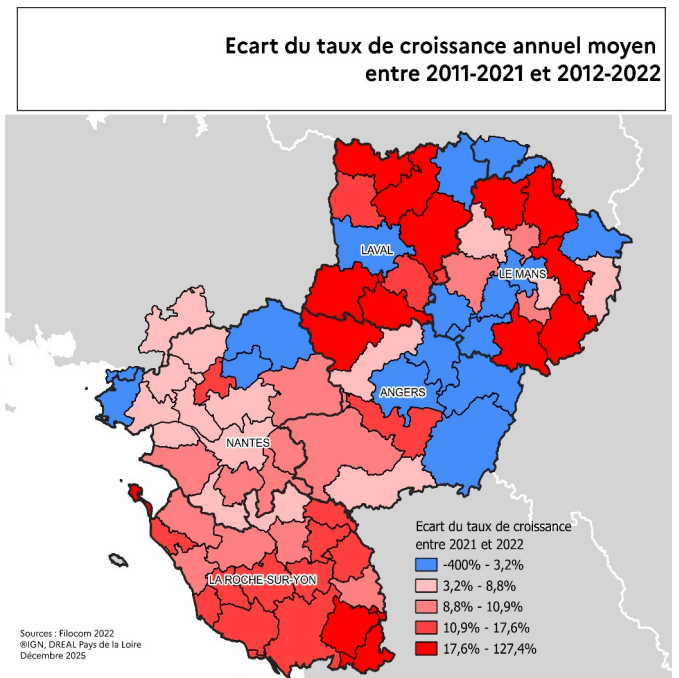 Ecart du taux de croissance annuel moyen
entre 2011-2021 et 2012-2022
LAVAL
LE MANS
ANGERS
NANTES
LA ROCHE-SUR-YON
Ecart du taux de croissance
entre 2021 et 2022
-400% - 3,2%
3,2% - 8,8%
8,8% - 10,9%
10,9% - 17,6%
17,6% - 127,4%
Sources : Filocom 2022
®IGN, DREAL Pays de la Loire
Décembre 2025